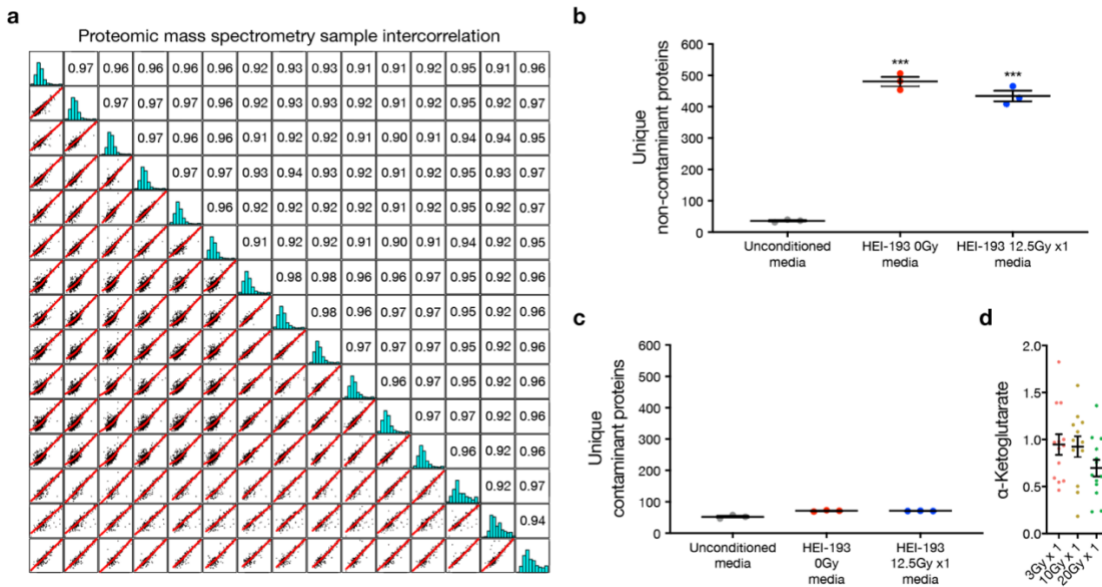 a
Proteomic mass spectrometry sample intercorrelation
0.97 0.96 0.96 0.96 0.96 0.92 0.93 0.93 0.91 0.91 0.92 0.95 0.91 0.96
0.97 0.97 0.97 0.96 0.92 0.93 0.93 0.92 0.91 0.92 0.95 0.92 0.97
0.97 0.96 0.96 0.91 0.92 0.92 0.91 0.90 0.91 0.94 0.94 0.95
0.97 0.97 0.93 0.94 0.93 0.92 0.91 0.92 0.95 0.93 0.97
0.96 0.92 0.92 0.92 0.91 0.91 0.92 0.95 0.92 0.97
0.91 0.92 0.92 0.91 0.90 0.91 0.94 0.92 0.95
0.98 0.98 0.96 0.96 0.97 0.95 0.92 0.96
0.98 0.96 0.97 0.97 0.95 0.92 0.96
0.97 0.97 0.97 0.95 0.92 0.96
0.96 0.97 0.95 0.92 0.96
0.97 0.97 0.92 0.96
0.96 0.92 0.96
0.92 0.97
0.94
b
Unique
non-contaminant proteins
600
500
400
300
200
100
0
***
***
Unconditioned
media
HEI-193 0Gy
media
HEI-193 12.5Gy x1
media
c
Unique
contaminant proteins
600
500
400
300
200
100
0
Unconditioned
media
HEI-193
0Gy
media
HEI-193
12.5Gy x1
media
d
α-Ketoglutarate
2.0
1.5
1.0
0.5
0.0
3Gy x 1
10Gy x 1
20Gy x 1